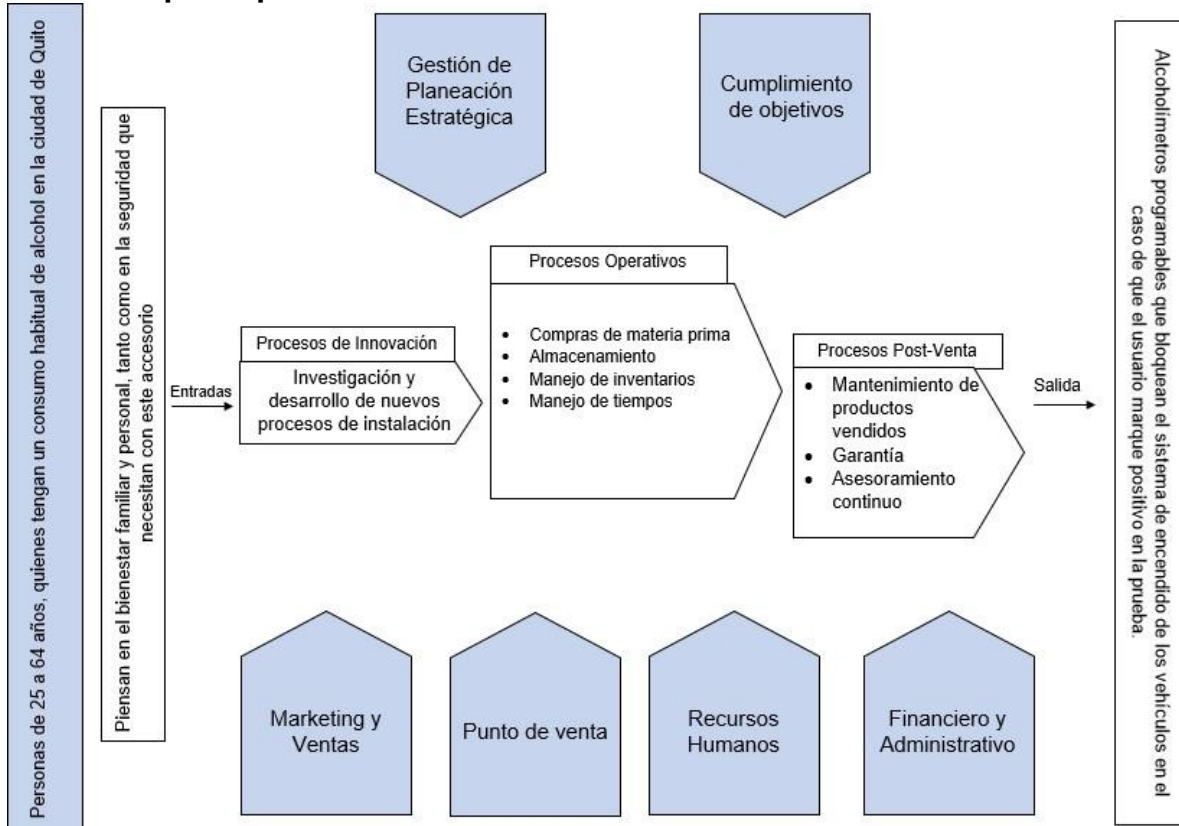 Personas de 25 a 64 años, quienes tengan un consumo habitual de alcohol en la ciudad de Quito
Piensan en el bienestar familiar y personal, tanto como en la seguridad que
necesitan con este accesorio
Gestión de
Planeación
Estratégica
Cumplimiento
de objetivos
Entradas
Procesos de Innovación
Investigación y
desarrollo de nuevos
procesos de instalación
Procesos Operativos
• Compras de materia prima
• Almacenamiento
• Manejo de inventarios
• Manejo de tiempos
Procesos Post-Venta
• Mantenimiento de
productos
vendidos
• Garantía
• Asesoramiento
continuo
Salida
Marketing y
Ventas
Punto de venta
Recursos
Humanos
Financiero y
Administrativo
Alcoholímetros programables que bloquean el sistema de encendido de los vehículos en el
caso de que el usuario marque positivo en la prueba.